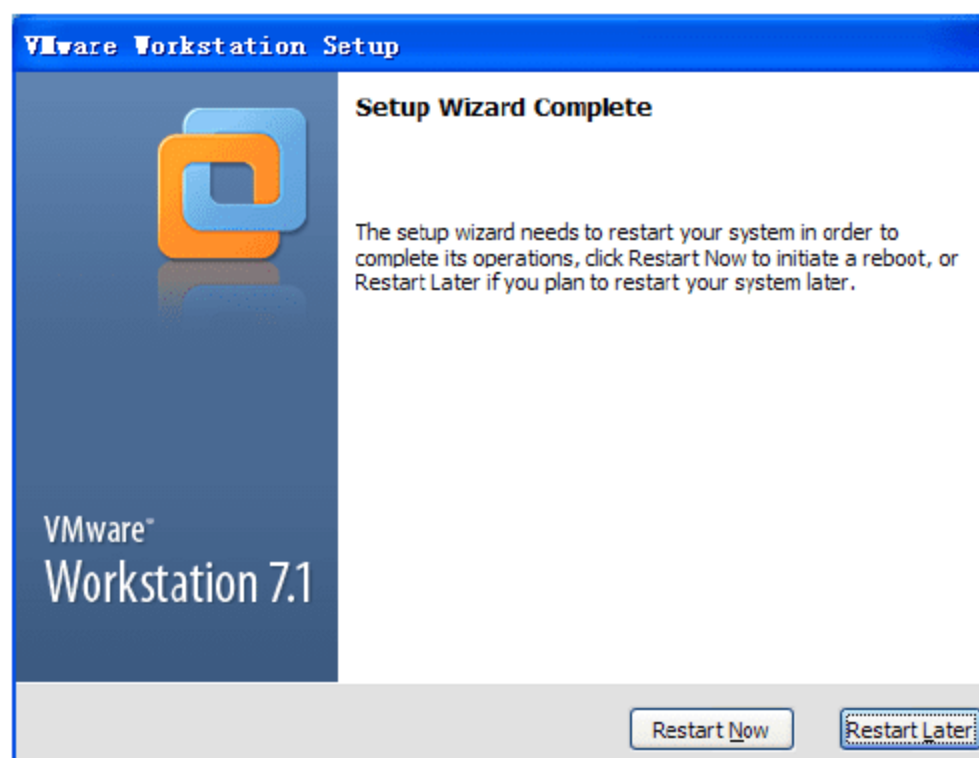 VMware Workstation Setup
Setup Wizard Complete
The setup wizard needs to restart your system in order to
complete its operations, click Restart Now to initiate a reboot, or
Restart Later if you plan to restart your system later.
VMware™
Workstation 7.1
Restart Now
Restart Later